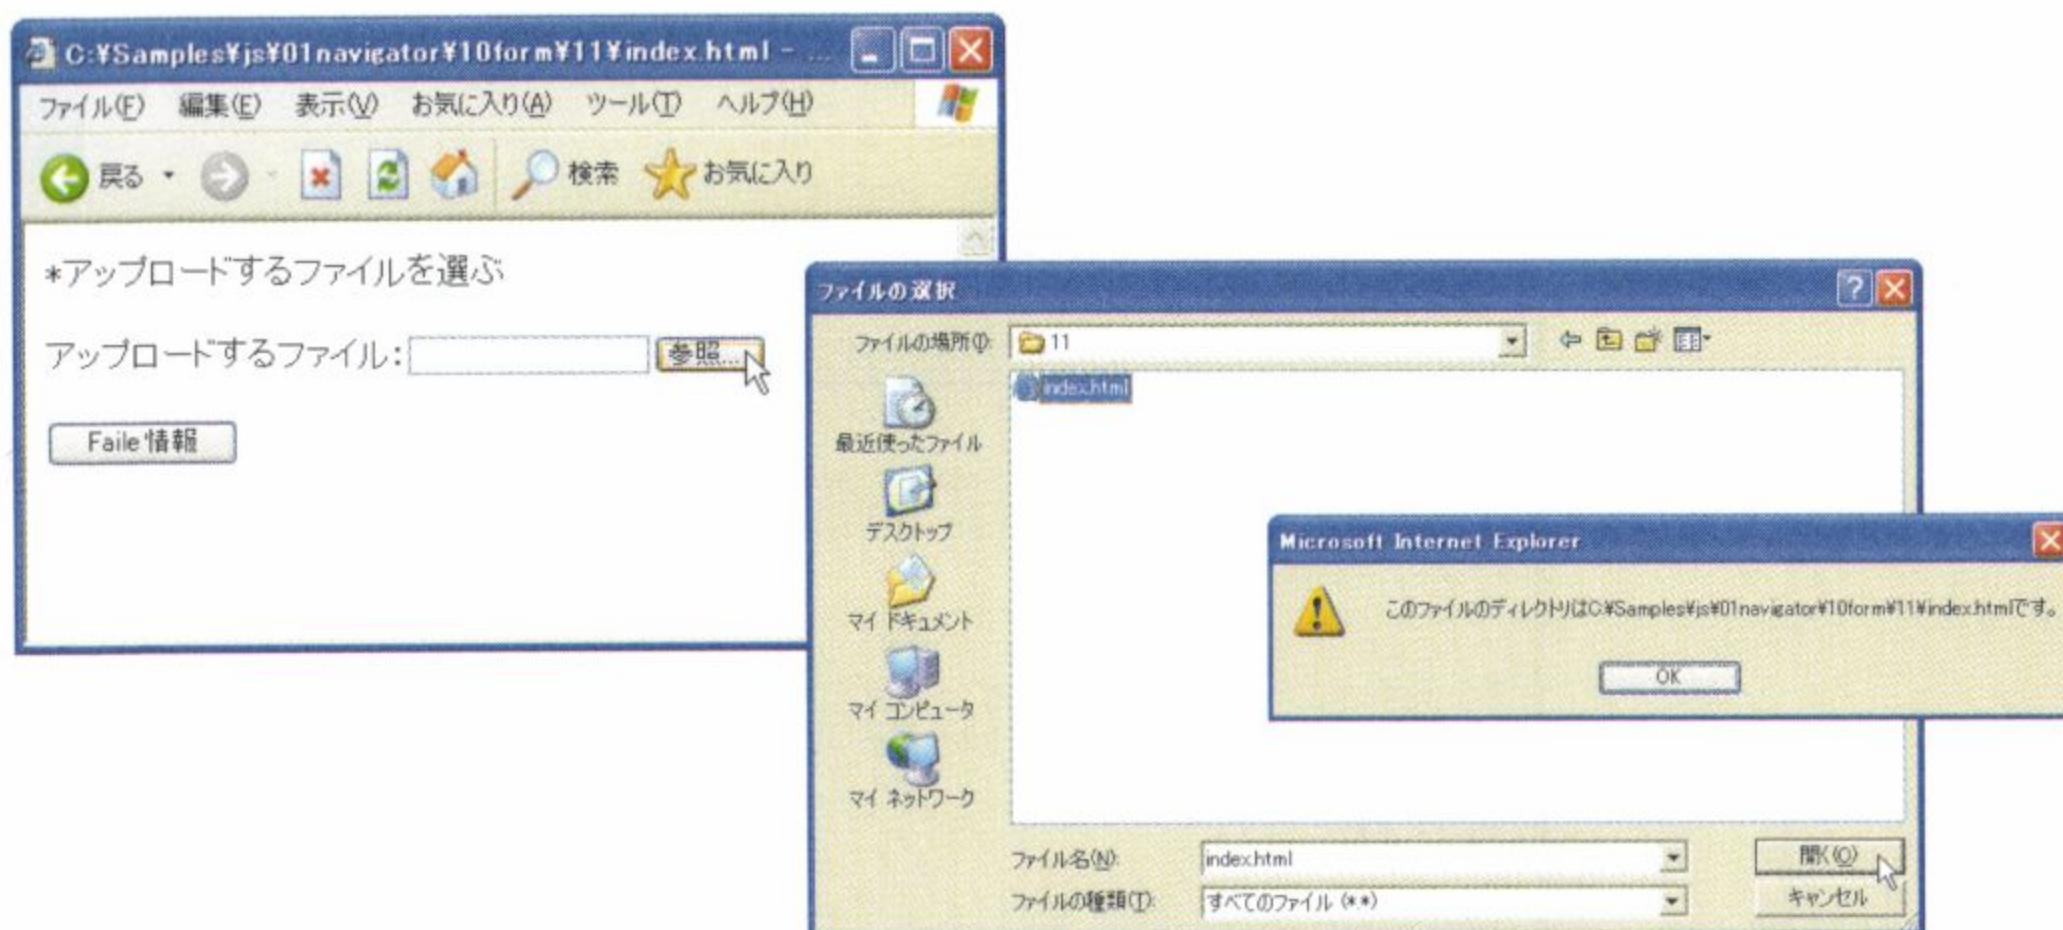 C:¥Samples¥js¥01navigator¥10form¥11¥index.html - ...
ファイル(F) 編集(E) 表示(V) お気に入り(A) ツール(T) ヘルプ(H)
戻る 検索 お気に入り
*アップロードするファイルを選ぶ
アップロードするファイル: 参照...
Faile情報
ファイルの選択
ファイルの場所(I): 11
index.html
最近使ったファイル
デスクトップ
マイ ドキュメント
マイ コンピュータ
マイ ネットワーク
ファイル名(N): index.html 開く(O)
ファイルの種類(T): すべてのファイル (*.*) キャンセル
Microsoft Internet Explorer
このファイルのディレクトリはC:¥Samples¥js¥01navigator¥10form¥11¥index.htmlです。
OK